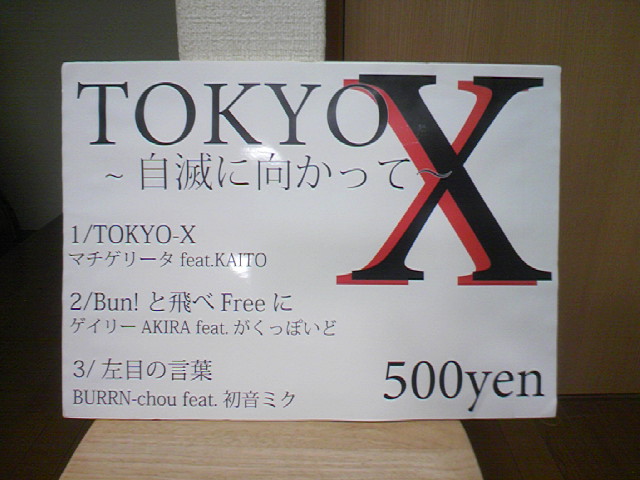 TOKYO X
~ 自滅に向かって~
1/TOKYO-X
マチゲリータ feat.KAITO
2/Bun! と飛べ Free に
ゲイリー AKIRA feat. がくっぽいど
3/ 左目の言葉
BURRN-chou feat. 初音ミク
500yen